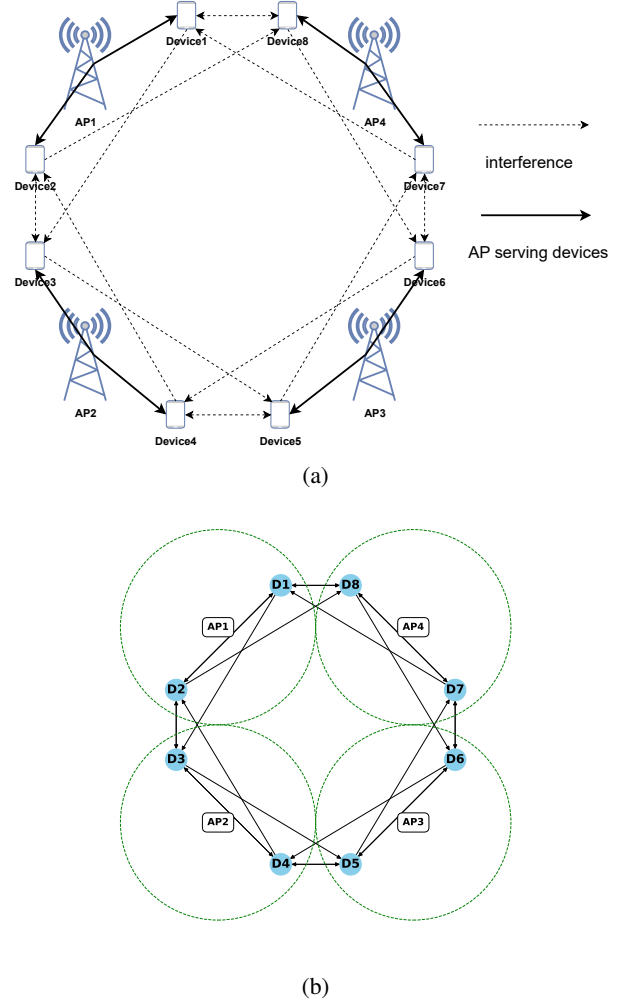 Device1
Device8
AP1
AP4
interference
Device2
Device7
AP serving devices
Device3
Device6
AP2
AP3
Device4
Device5
(a)
D1
D8
AP1
AP4
D2
D7
D3
D6
AP2
AP3
D4
D5
(b)